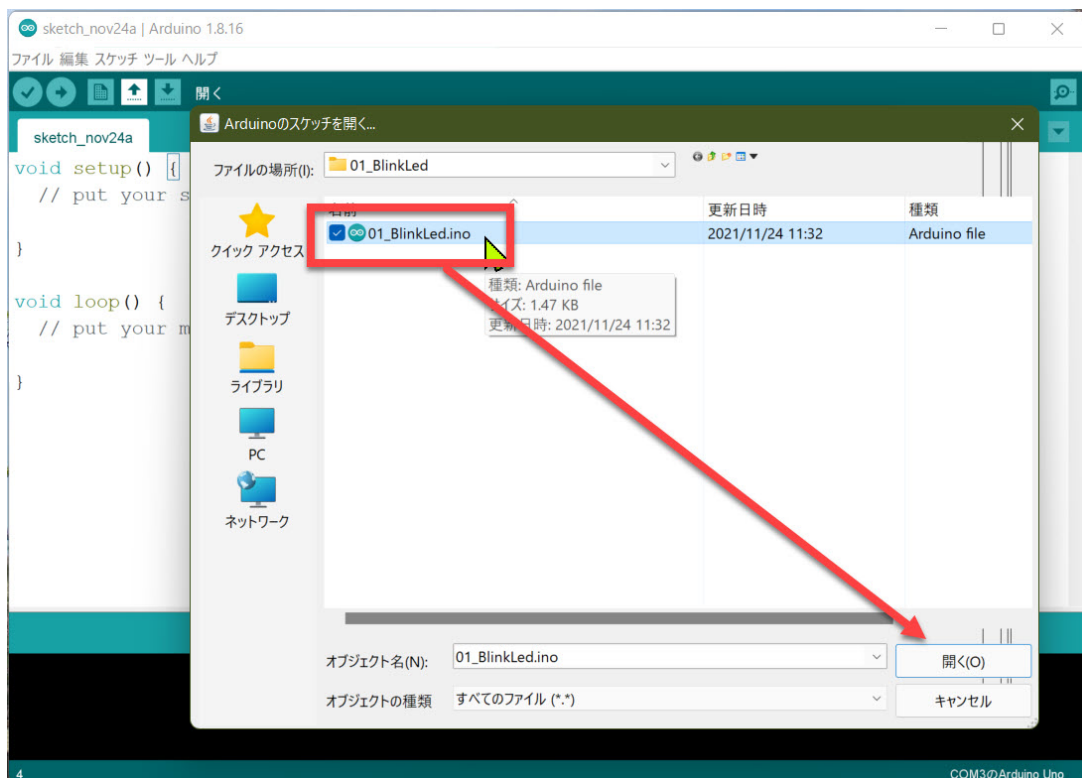 sketch_nov24a | Arduino 1.8.16
ファイル 編集 スケッチ ツール ヘルプ
開く
sketch_nov24a
void setup() {
// put your s
}
void loop() {
// put your m
}
Arduinoのスケッチを開く...
ファイルの場所(I):
01_BlinkLed
クイック アクセス
デスクトップ
ライブラリ
PC
ネットワーク
名前 更新日時 種類
01_BlinkLed.ino 2021/11/24 11:32 Arduino file
種類: Arduino file
サイズ: 1.47 KB
更新日時: 2021/11/24 11:32
オブジェクト名(N): 01_BlinkLed.ino 開く(O)
オブジェクトの種類 すべてのファイル (*.*) キャンセル
4 COM3のArduino Uno